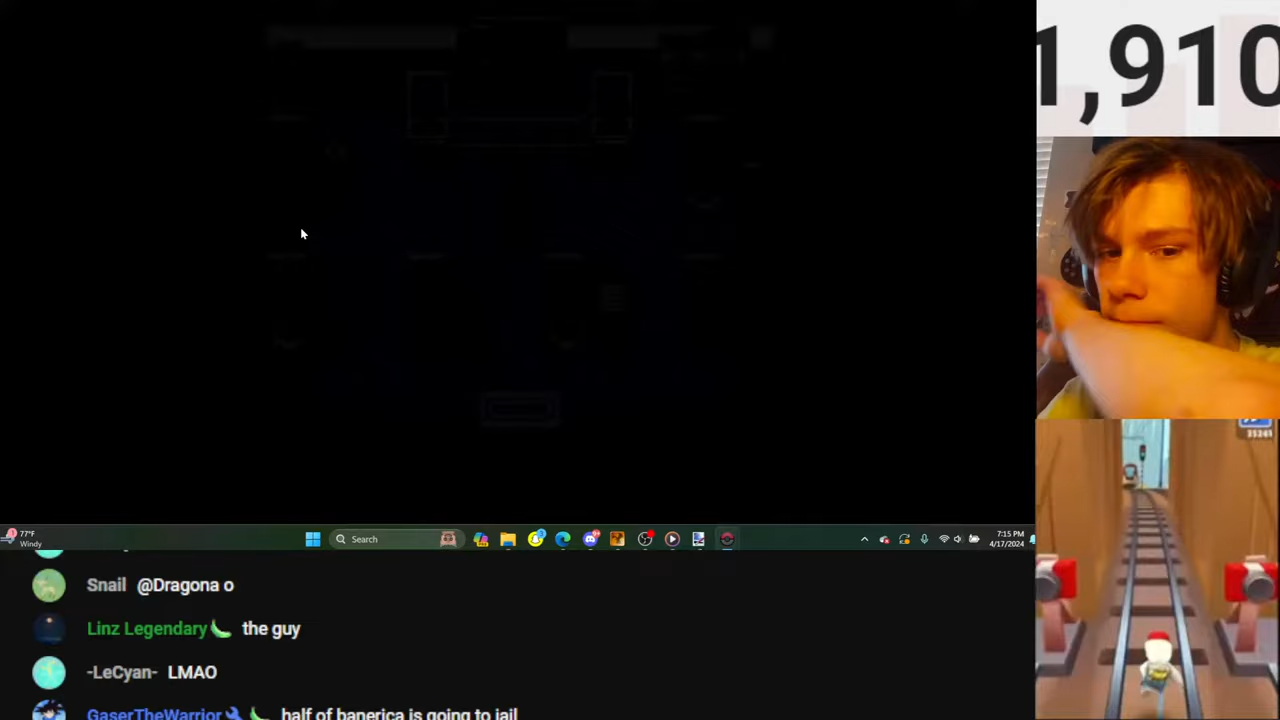 1,910
35241
77°F
Windy
Search
7:15 PM
4/17/2024
Snail @Dragona o
Linz Legendary the guy
-LeCyan- LMAO
GaserTheWarrior half of banerica is going to jail